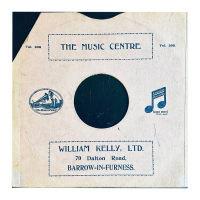 THE MUSIC CENTRE
WILLIAM KELLY, LTD.
70 Dalton Road,
BARROW-IN-FURNESS.